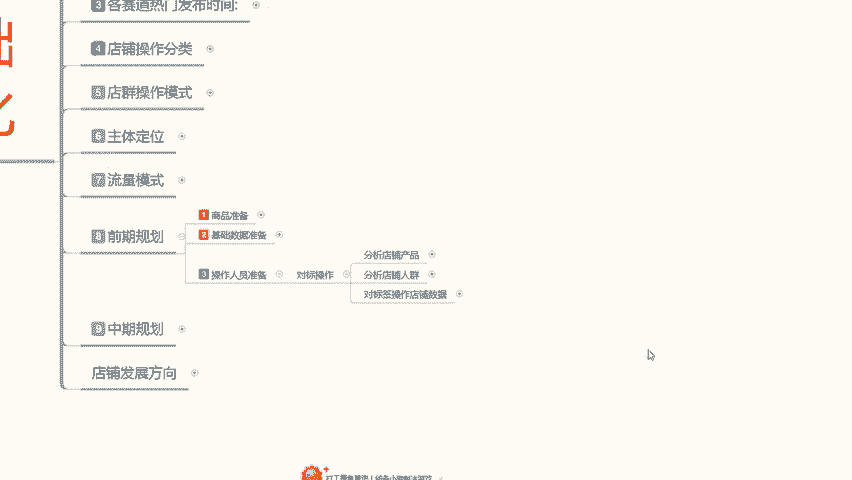 3 各赛道热门发布时间:
4 店铺操作分类
5 店群操作模式
6 主体定位
7 流量模式
8 前期规划
1 商品准备
2 基础数据准备
3 操作人员准备
对标操作
分析店铺产品
分析店铺人群
对标签操作店铺数据
9 中期规划
店铺发展方向